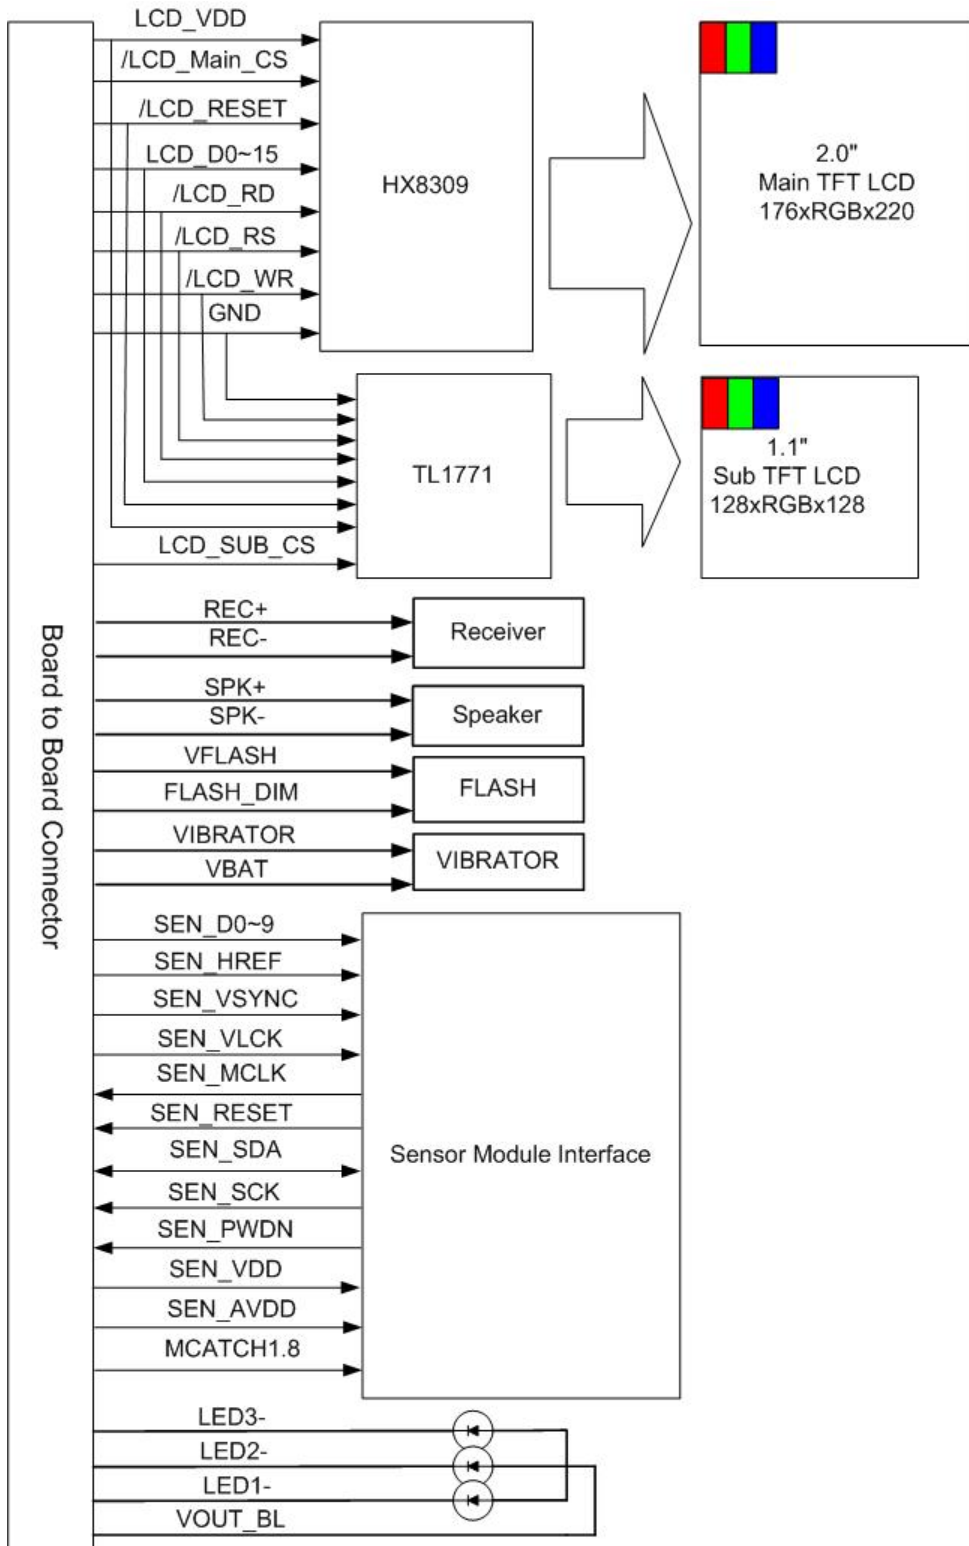 LCD_VDD
/LCD_Main_CS
/LCD_RESET
LCD_D0~15
/LCD_RD
/LCD_RS
/LCD_WR
GND
HX8309
2.0"
Main TFT LCD
176xRGBx220
TL1771
LCD_SUB_CS
1.1"
Sub TFT LCD
128xRGBx128
Board to Board Connector
REC+
REC-
Receiver
SPK+
SPK-
Speaker
VFLASH
FLASH_DIM
FLASH
VIBRATOR
VBAT
VIBRATOR
SEN_D0~9
SEN_HREF
SEN_VSYNC
SEN_VLCK
SEN_MCLK
SEN_RESET
SEN_SDA
SEN_SCK
SEN_PWDN
SEN_VDD
SEN_AVDD
MCATCH1.8
Sensor Module Interface
LED3-
LED2-
LED1-
VOUT_BL